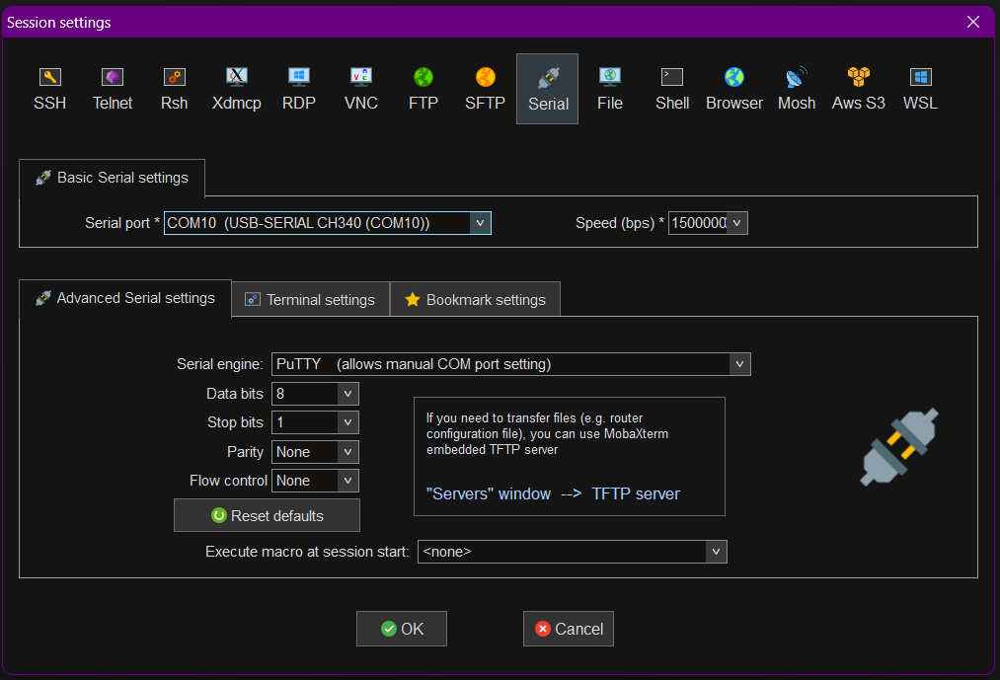 Session settings
SSH Telnet Rsh Xdmcp RDP VNC FTP SFTP Serial File Shell Browser Mosh Aws S3 WSL
Basic Serial settings
Serial port * COM10 (USB-SERIAL CH340 (COM10)) Speed (bps) * 1500000
Advanced Serial settings Terminal settings Bookmark settings
Serial engine: PuTTY (allows manual COM port setting)
Data bits 8
Stop bits 1
Parity None
Flow control None
Reset defaults
If you need to transfer files (e.g. router
configuration file), you can use MobaXterm
embedded TFTP server
"Servers" window --> TFTP server
Execute macro at session start: <none>
OK Cancel